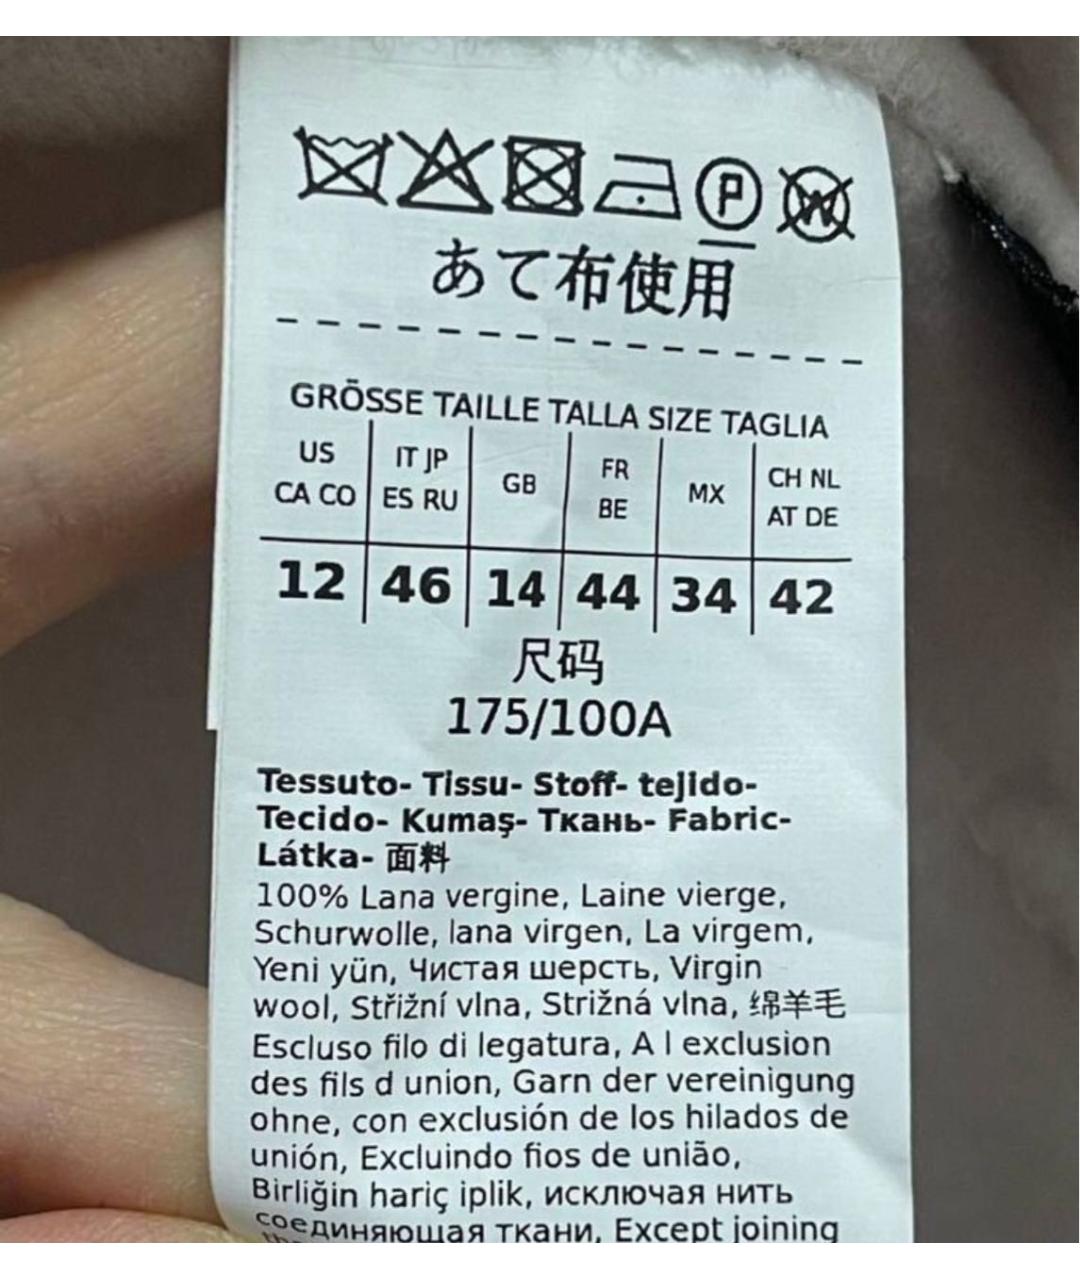 P W
あて布使用
GRÖSSE TAILLE TALLA SIZE TAGLIA
US IT JP GB FR MX CH NL
CA CO ES RU BE AT DE
12 46 14 44 34 42
尺码
175/100A
Tessuto- Tissu- Stoff- tejido-
Tecido- Kumaş- Ткань- Fabric-
Látka- 面料
100% Lana vergine, Laine vierge,
Schurwolle, lana virgen, La virgem,
Yeni yün, Чистая шерсть, Virgin
wool, Střižní vlna, Strižná vlna, 绵羊毛
Escluso filo di legatura, A l exclusion
des fils d union, Garn der vereinigung
ohne, con exclusión de los hilados de
unión, Excluindo fios de união,
Birliğin hariç iplik, исключая нить
соединяющая ткани, Except joining